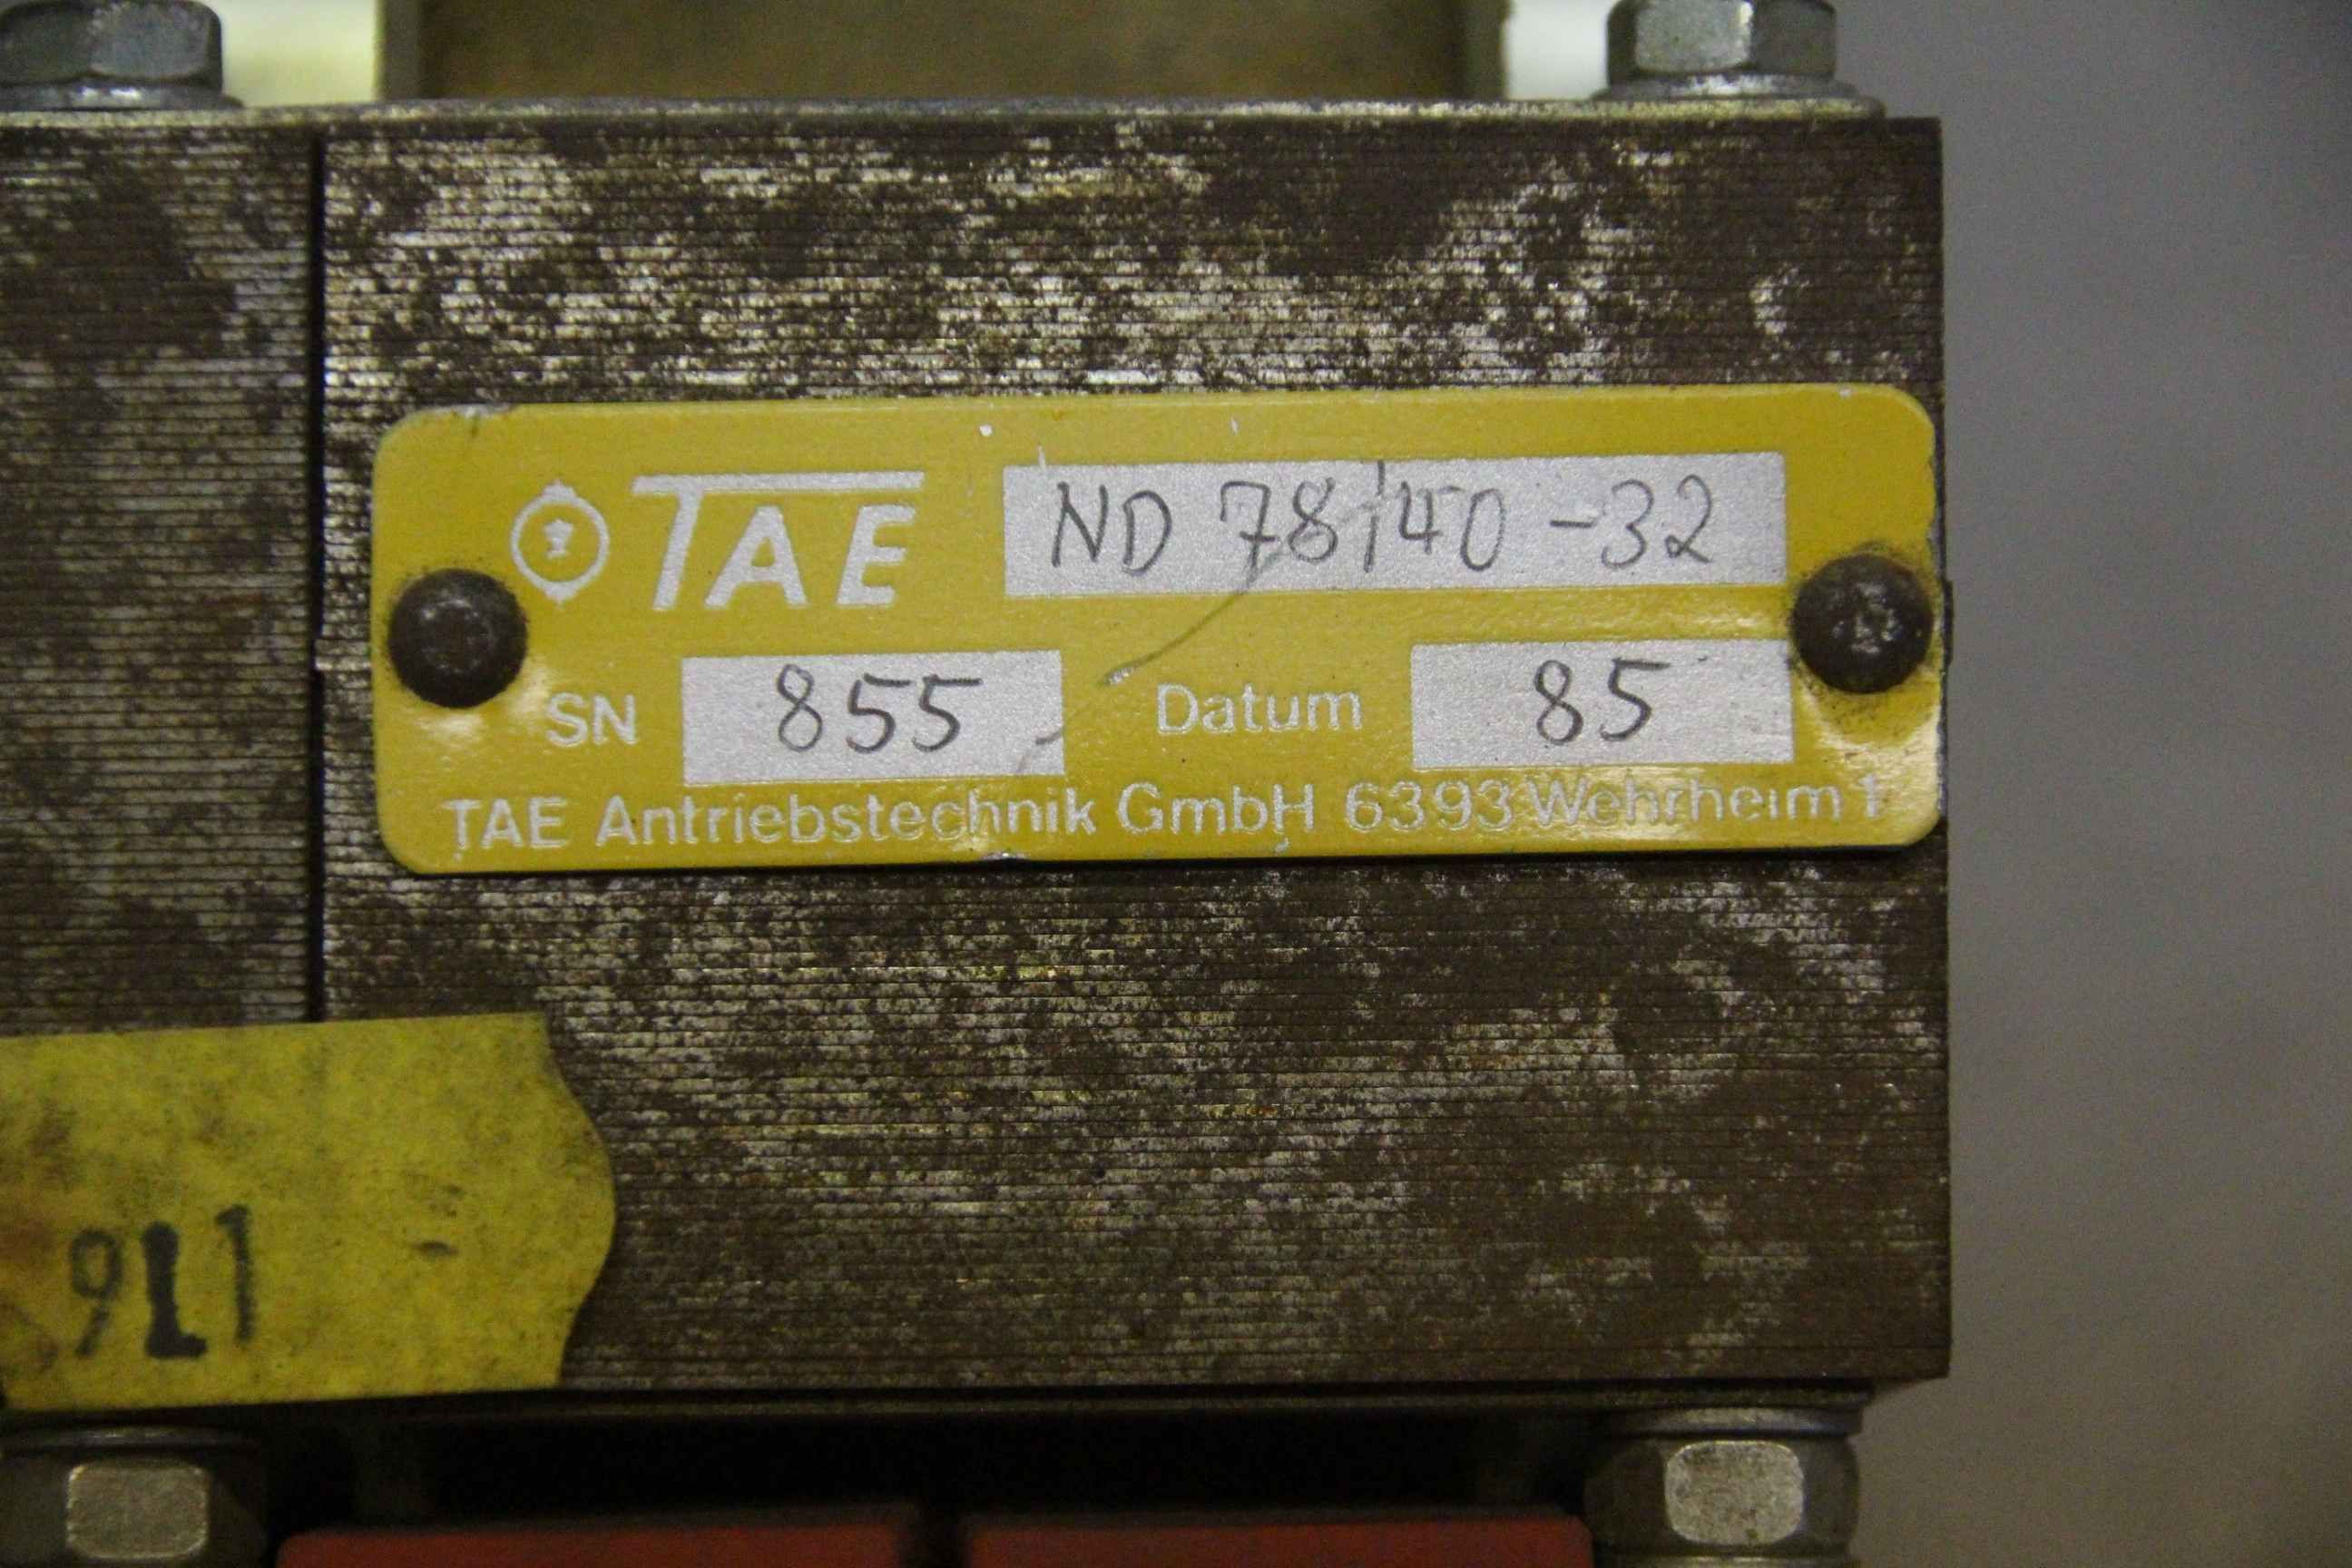 TAE ND 78/40-32
SN 855 Datum 85
TAE Antriebstechnik GmbH 6393 Wehrheim 1
911